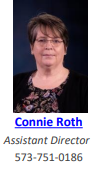 Connie Roth
Assistant Director
573-751-0186